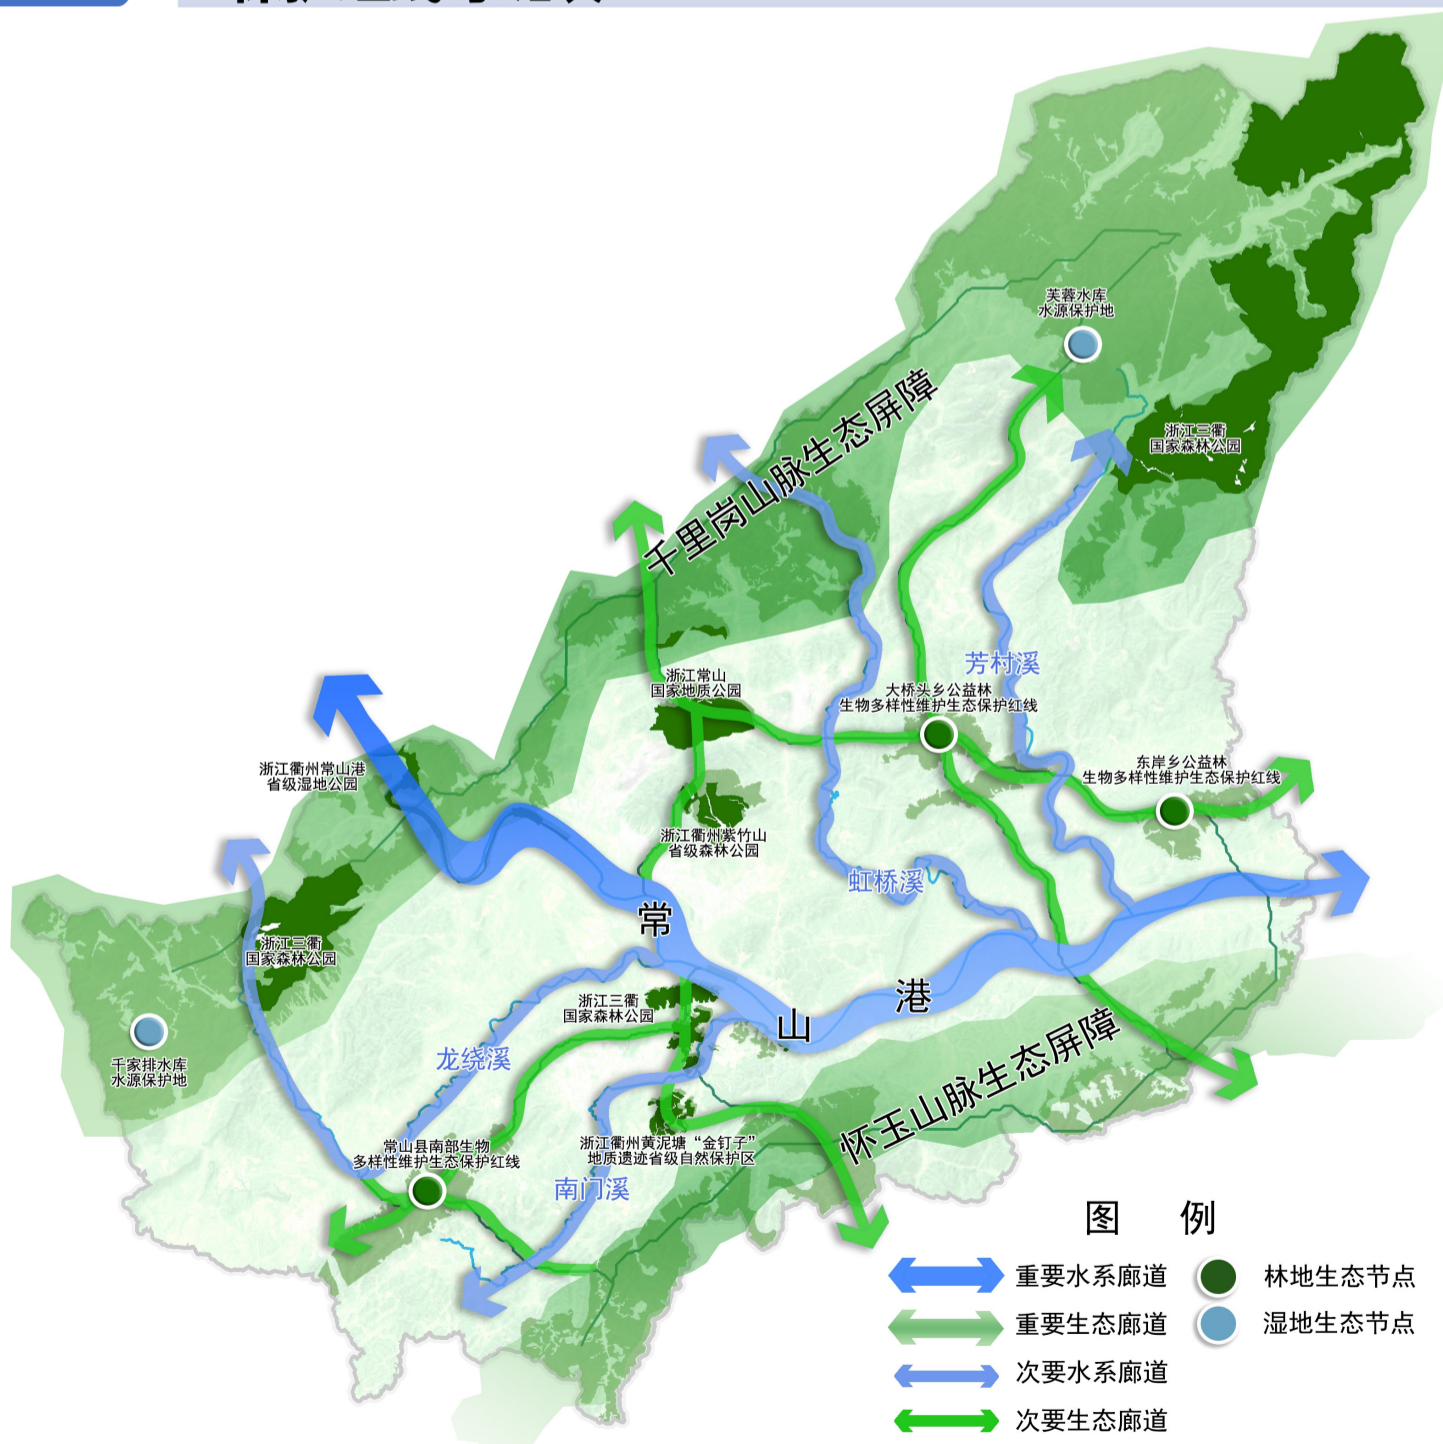 芙蓉水库
水源保护地
千里岗山脉生态屏障
浙江三衢
国家森林公园
芳村溪
浙江常山
国家地质公园
大桥头乡公益林
生物多样性维护生态保护红线
浙江衢州常山港
省级湿地公园
东岸乡公益林
生物多样性维护生态保护红线
浙江衢州紫竹山
省级森林公园
虹桥溪
常
山
港
浙江三衢
国家森林公园
浙江三衢
国家森林公园
龙绕溪
千家排水库
水源保护地
怀玉山脉生态屏障
常山县南部生物
多样性维护生态保护红线
浙江衢州黄泥塘“金钉子”
地质遗迹省级自然保护区
南门溪
图 例
重要水系廊道
林地生态节点
重要生态廊道
湿地生态节点
次要水系廊道
次要生态廊道